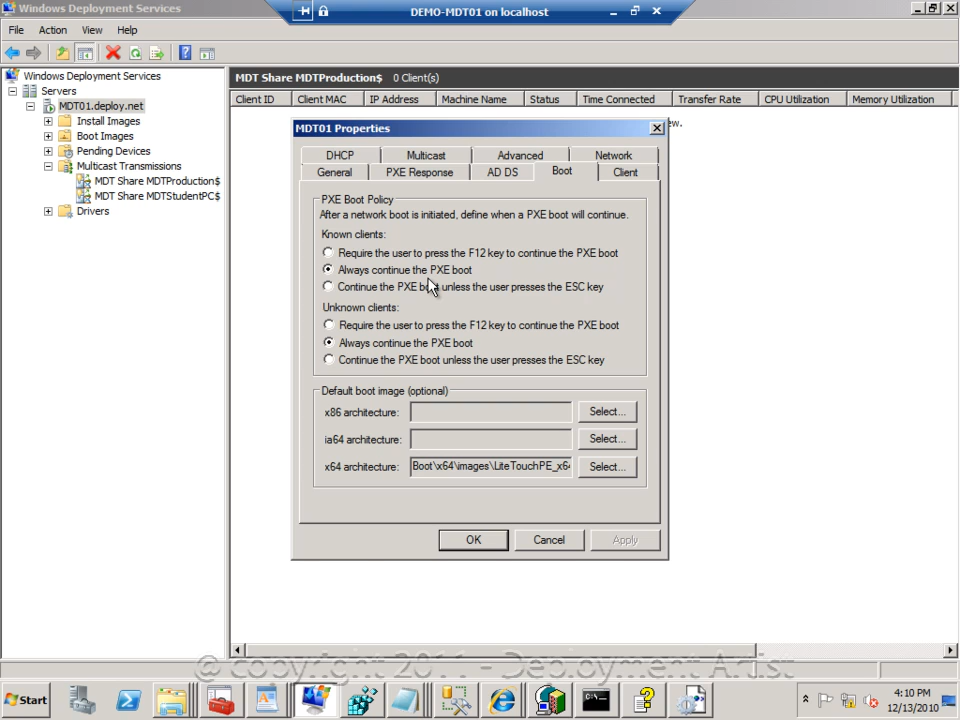 Windows Deployment Services
DEMO-MDT01 on localhost
File Action View Help
Windows Deployment Services
Servers
MDT01.deploy.net
Install Images
Boot Images
Pending Devices
Multicast Transmissions
MDT Share MDTProduction$
MDT Share MDTStudentPC$
Drivers
MDT Share MDTProduction$ 0 Client(s)
Client ID Client MAC IP Address Machine Name Status Time Connected Transfer Rate CPU Utilization Memory Utilization
MDT01 Properties
DHCP Multicast Advanced Network
General PXE Response AD DS Boot Client
PXE Boot Policy
After a network boot is initiated, define when a PXE boot will continue.
Known clients:
Require the user to press the F12 key to continue the PXE boot
Always continue the PXE boot
Continue the PXE boot unless the user presses the ESC key
Unknown clients:
Require the user to press the F12 key to continue the PXE boot
Always continue the PXE boot
Continue the PXE boot unless the user presses the ESC key
Default boot image (optional)
x86 architecture: Select...
ia64 architecture: Select...
x64 architecture: Boot\x64\images\LiteTouchPE_x64 Select...
OK Cancel Apply
@ copyright 2011 - Deployment Artist
Start
4:10 PM
12/13/2010